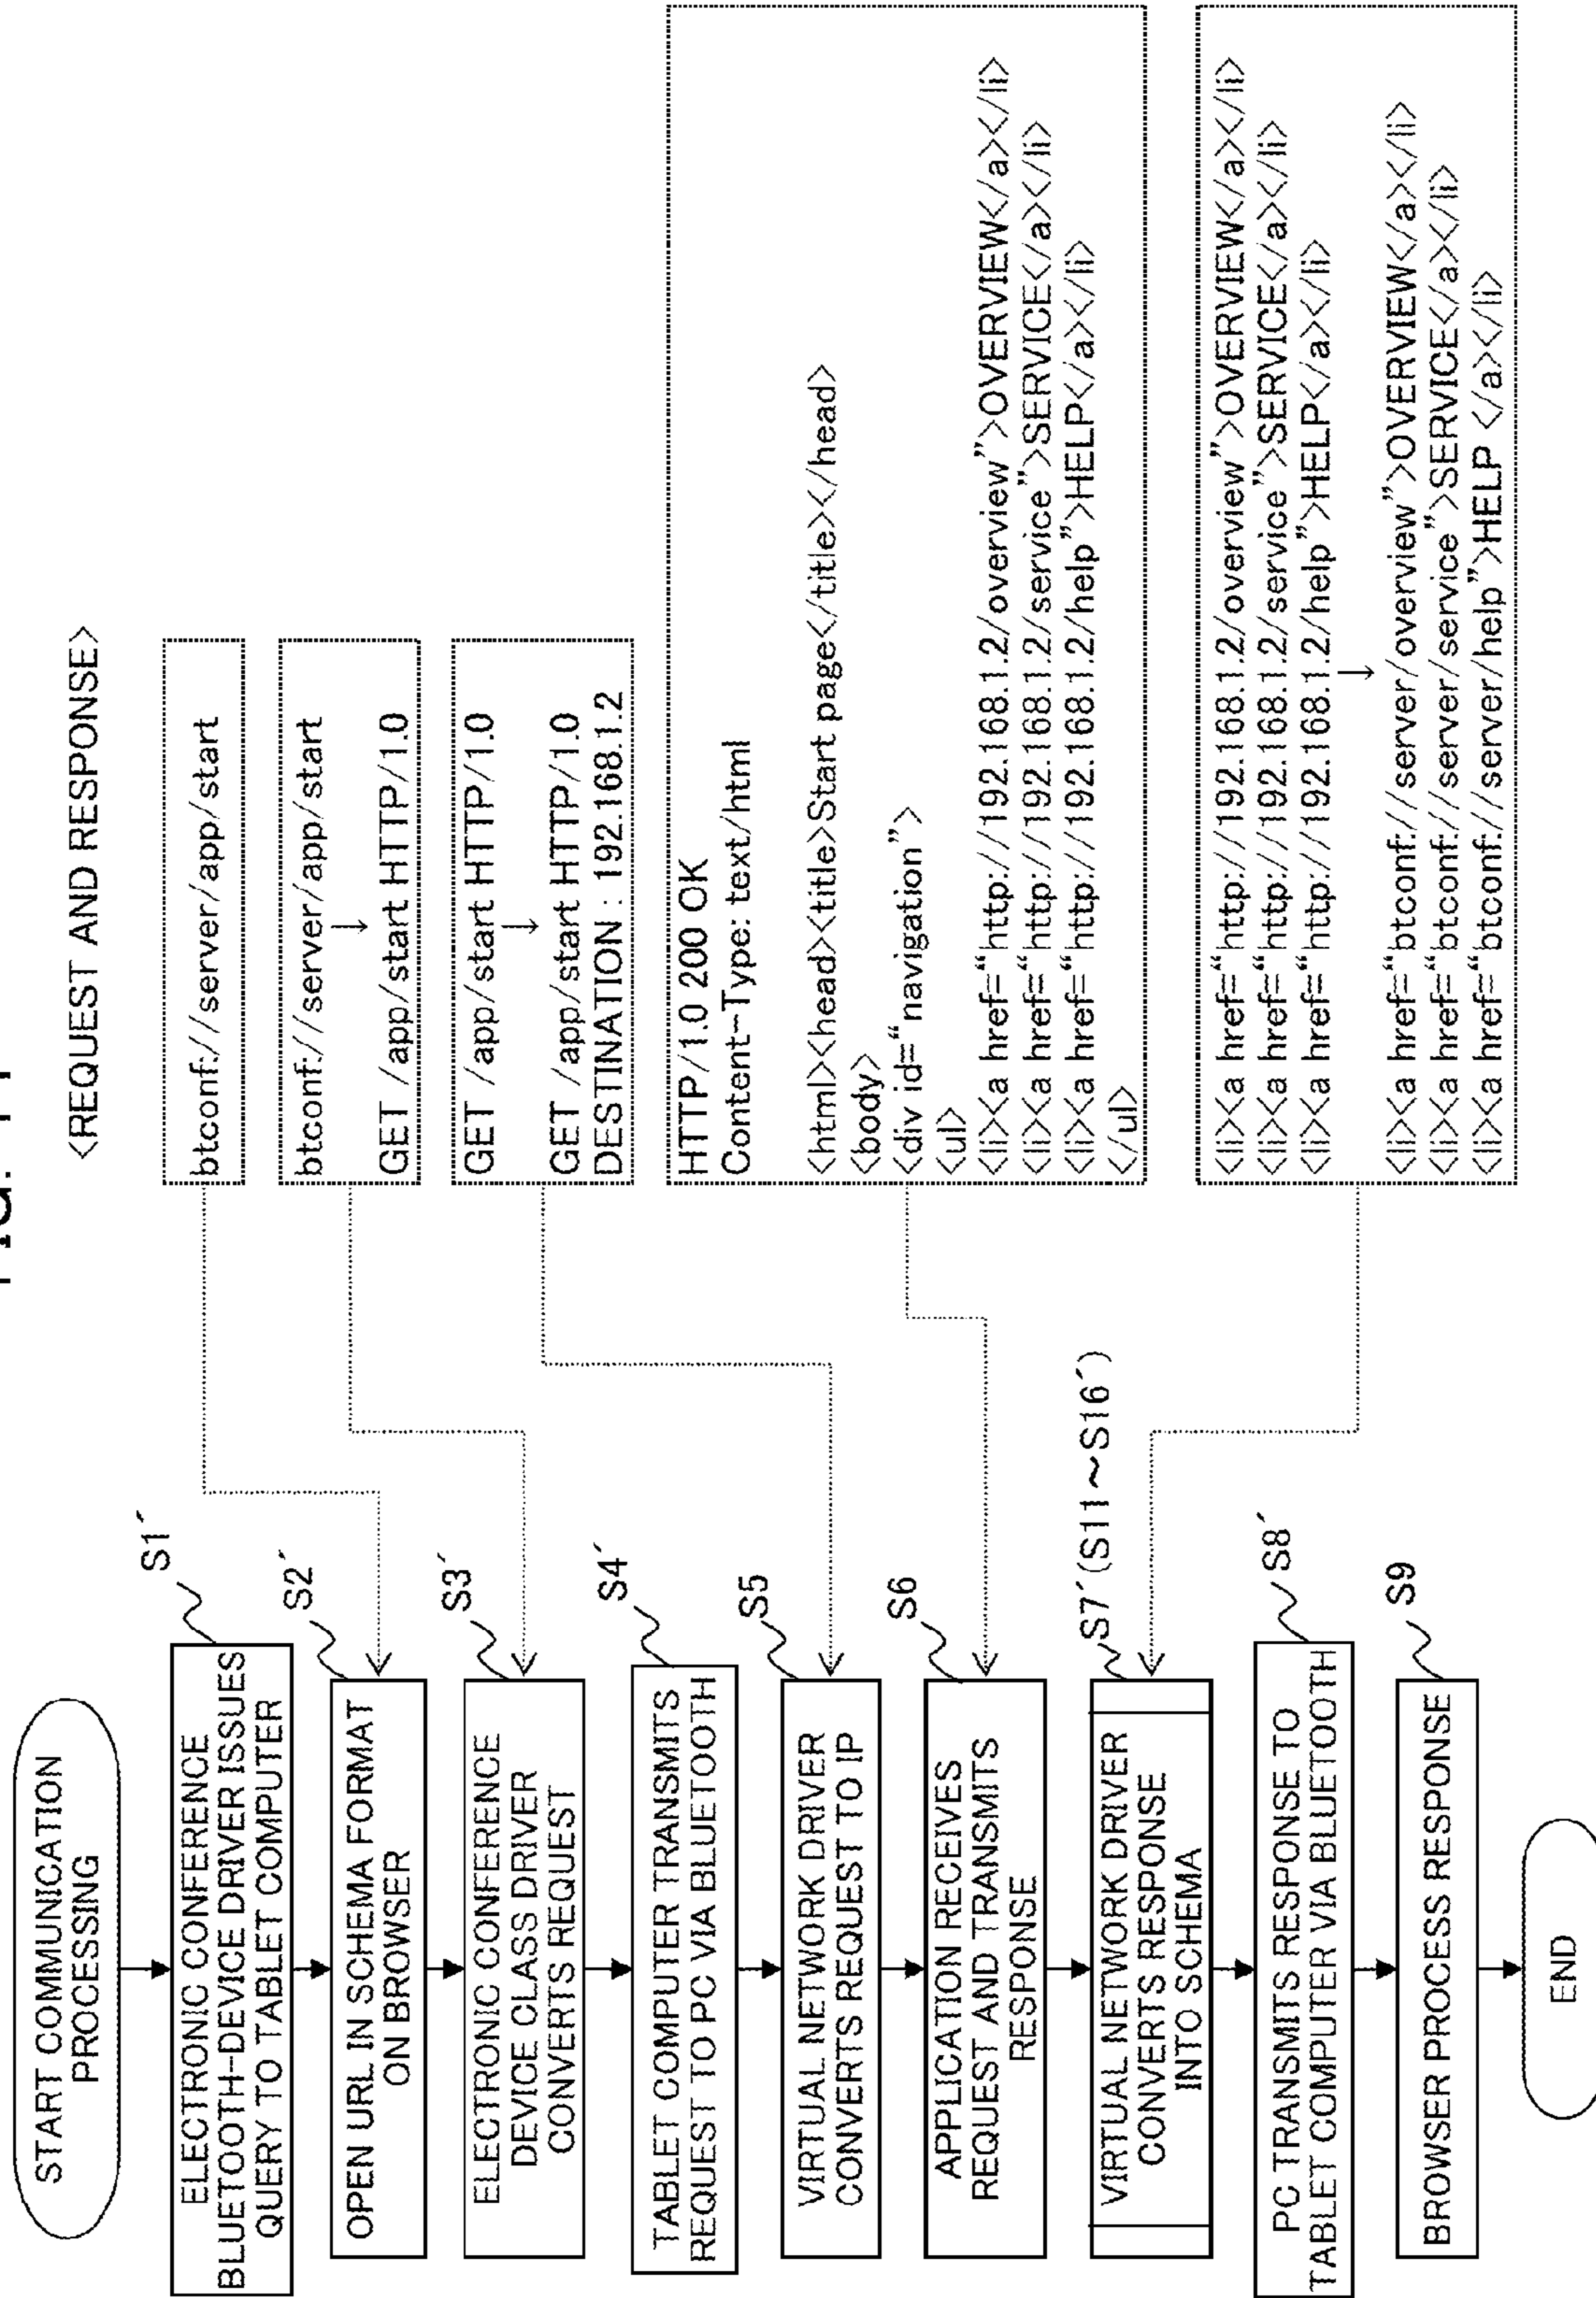 <REQUEST AND RESPONSE>
START COMMUNICATION
PROCESSING
S1´
ELECTRONIC CONFERENCE
BLUETOOTH-DEVICE DRIVER ISSUES
QUERY TO TABLET COMPUTER
S2´
OPEN URL IN SCHEMA FORMAT
ON BROWSER
btconf://server/app/start
S3´
ELECTRONIC CONFERENCE
DEVICE CLASS DRIVER
CONVERTS REQUEST
btconf://server/app/start
↓
GET /app/start HTTP/1.0
S4´
TABLET COMPUTER TRANSMITS
REQUEST TO PC VIA BLUETOOTH
S5
VIRTUAL NETWORK DRIVER
CONVERTS REQUEST TO IP
GET /app/start HTTP/1.0
↓
GET /app/start HTTP/1.0
DESTINATION : 192.168.1.2
S6
APPLICATION RECEIVES
REQUEST AND TRANSMITS
RESPONSE
HTTP/1.0 200 OK
Content-Type: text/html
<html><head><title>Start page</title></head>
<body>
<div id=“navigation”>
<ul>
<li><a href=“http://192.168.1.2/overview”>OVERVIEW</a></li>
<li><a href=“http://192.168.1.2/service”>SERVICE</a></li>
<li><a href=“http://192.168.1.2/help”>HELP</a></li>
</ul>
S7´(S11～S16´)
VIRTUAL NETWORK DRIVER
CONVERTS RESPONSE
INTO SCHEMA
<li><a href=“http://192.168.1.2/overview”>OVERVIEW</a></li>
<li><a href=“http://192.168.1.2/service”>SERVICE</a></li>
<li><a href=“http://192.168.1.2/help”>HELP</a></li>
↓
<li><a href=“btconf://server/overview”>OVERVIEW</a></li>
<li><a href=“btconf://server/service”>SERVICE</a></li>
<li><a href=“btconf://server/help”>HELP </a></li>
S8´
PC TRANSMITS RESPONSE TO
TABLET COMPUTER VIA BLUETOOTH
S9
BROWSER PROCESS RESPONSE
END